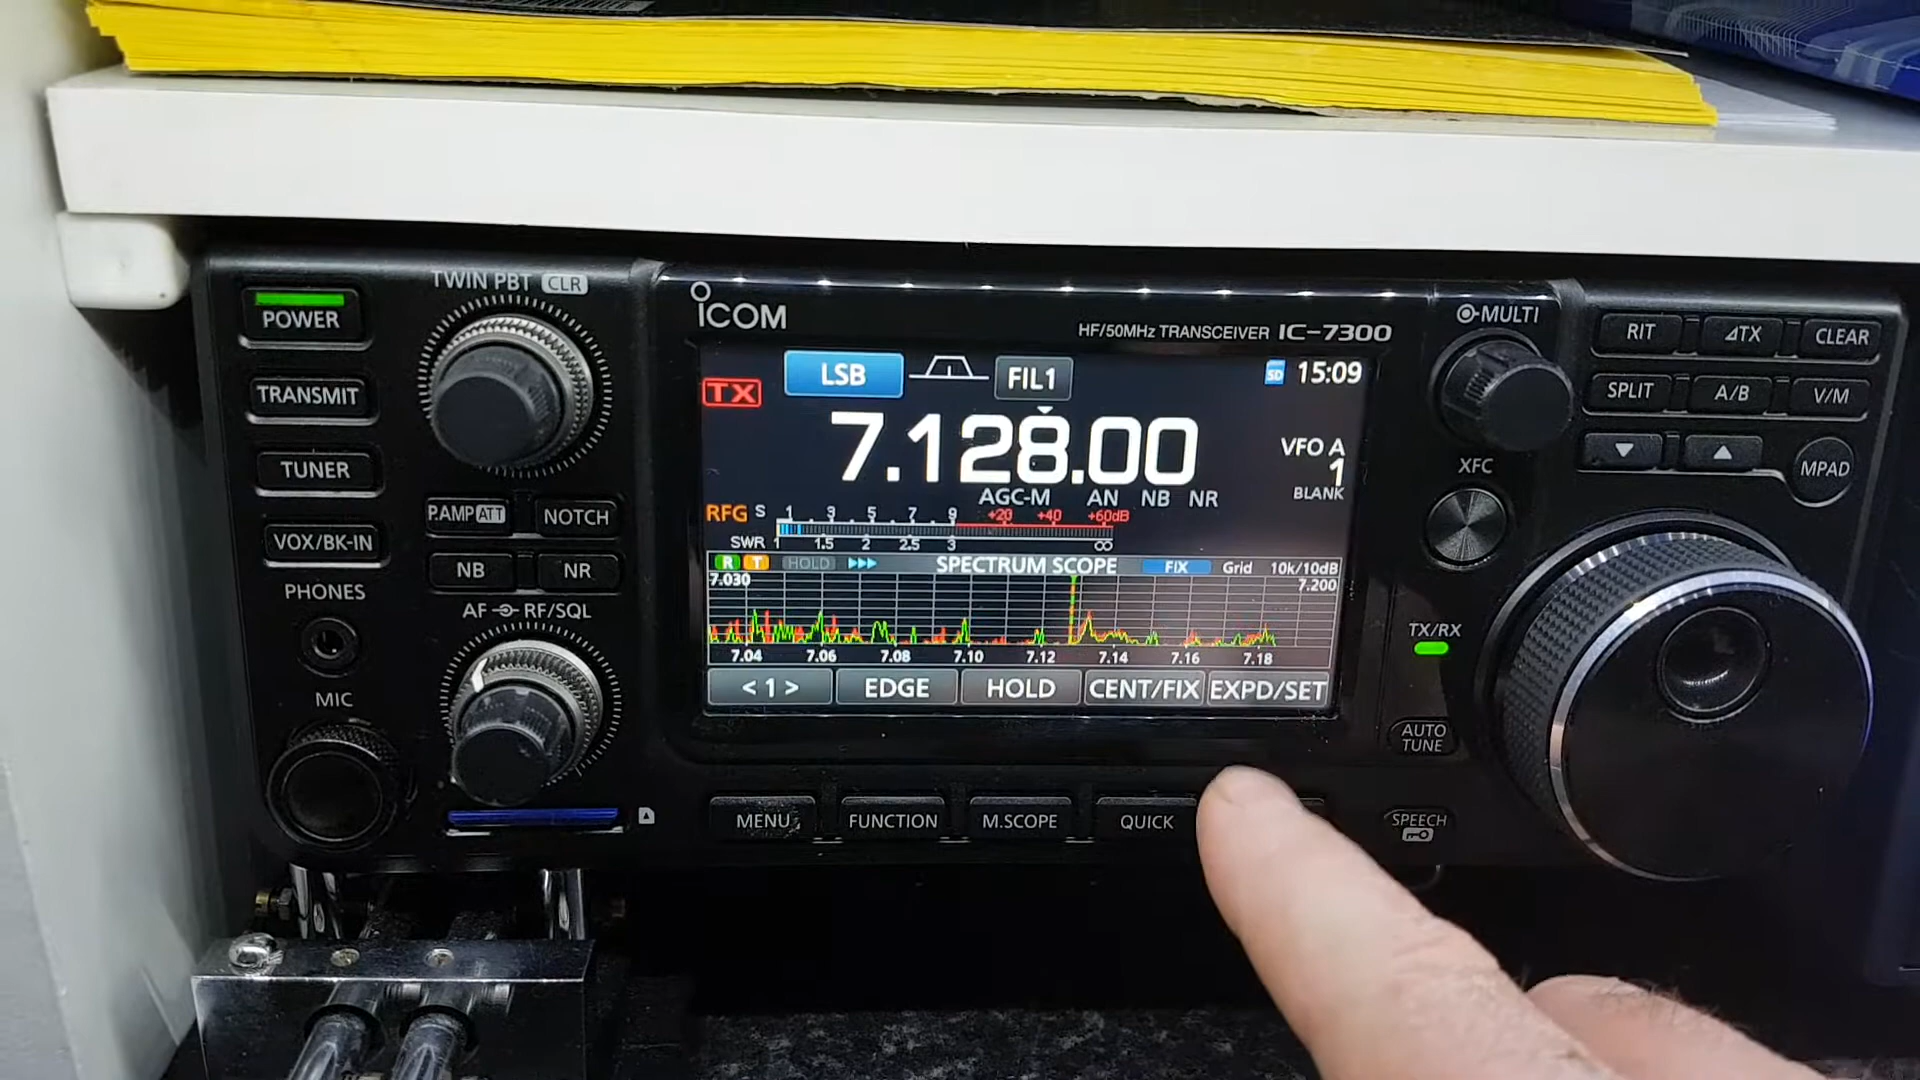 TWIN PBT CLR
POWER
TRANSMIT
TUNER
VOX/BK-IN
P.AMP ATT
NOTCH
NB
NR
PHONES
AF RF/SQL
MIC
ICOM
HF/50MHz TRANSCEIVER IC-7300
LSB
FIL1
SD 15:09
TX
7.128.00
VFO A
1
BLANK
AGC-M AN NB NR
RFG S 1 3 5 7 9 +20 +40 +60dB
SWR 1 1.5 2 2.5 3 ∞
R T HOLD SPECTRUM SCOPE FIX Grid 10k/10dB
7.030 7.200
7.04 7.06 7.08 7.10 7.12 7.14 7.16 7.18
< 1 > EDGE HOLD CENT/FIX EXPD/SET
MENU FUNCTION M.SCOPE QUICK
MULTI
RIT ⊿TX CLEAR
SPLIT A/B V/M
MPAD
XFC
TX/RX
AUTO
TUNE
SPEECH